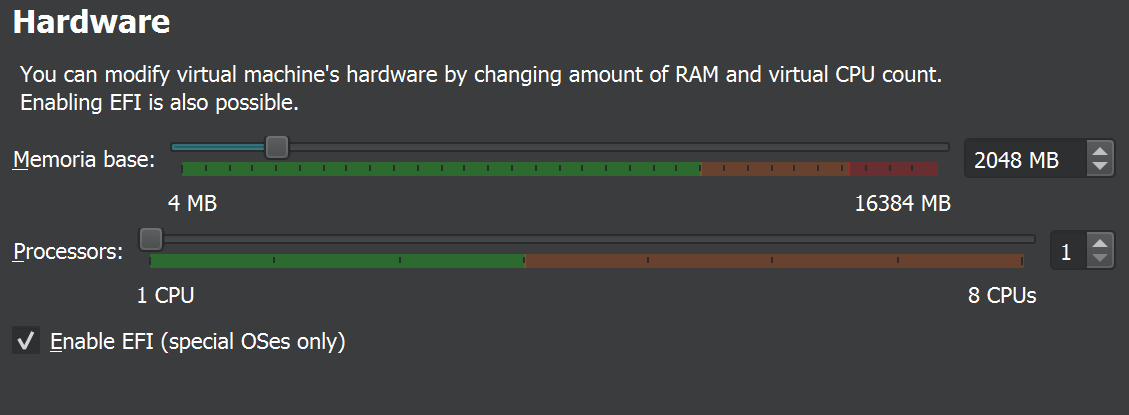 Hardware
You can modify virtual machine's hardware by changing amount of RAM and virtual CPU count.
Enabling EFI is also possible.
Memoria base:
2048 MB
4 MB
16384 MB
Processors:
1
1 CPU
8 CPUs
Enable EFI (special OSes only)